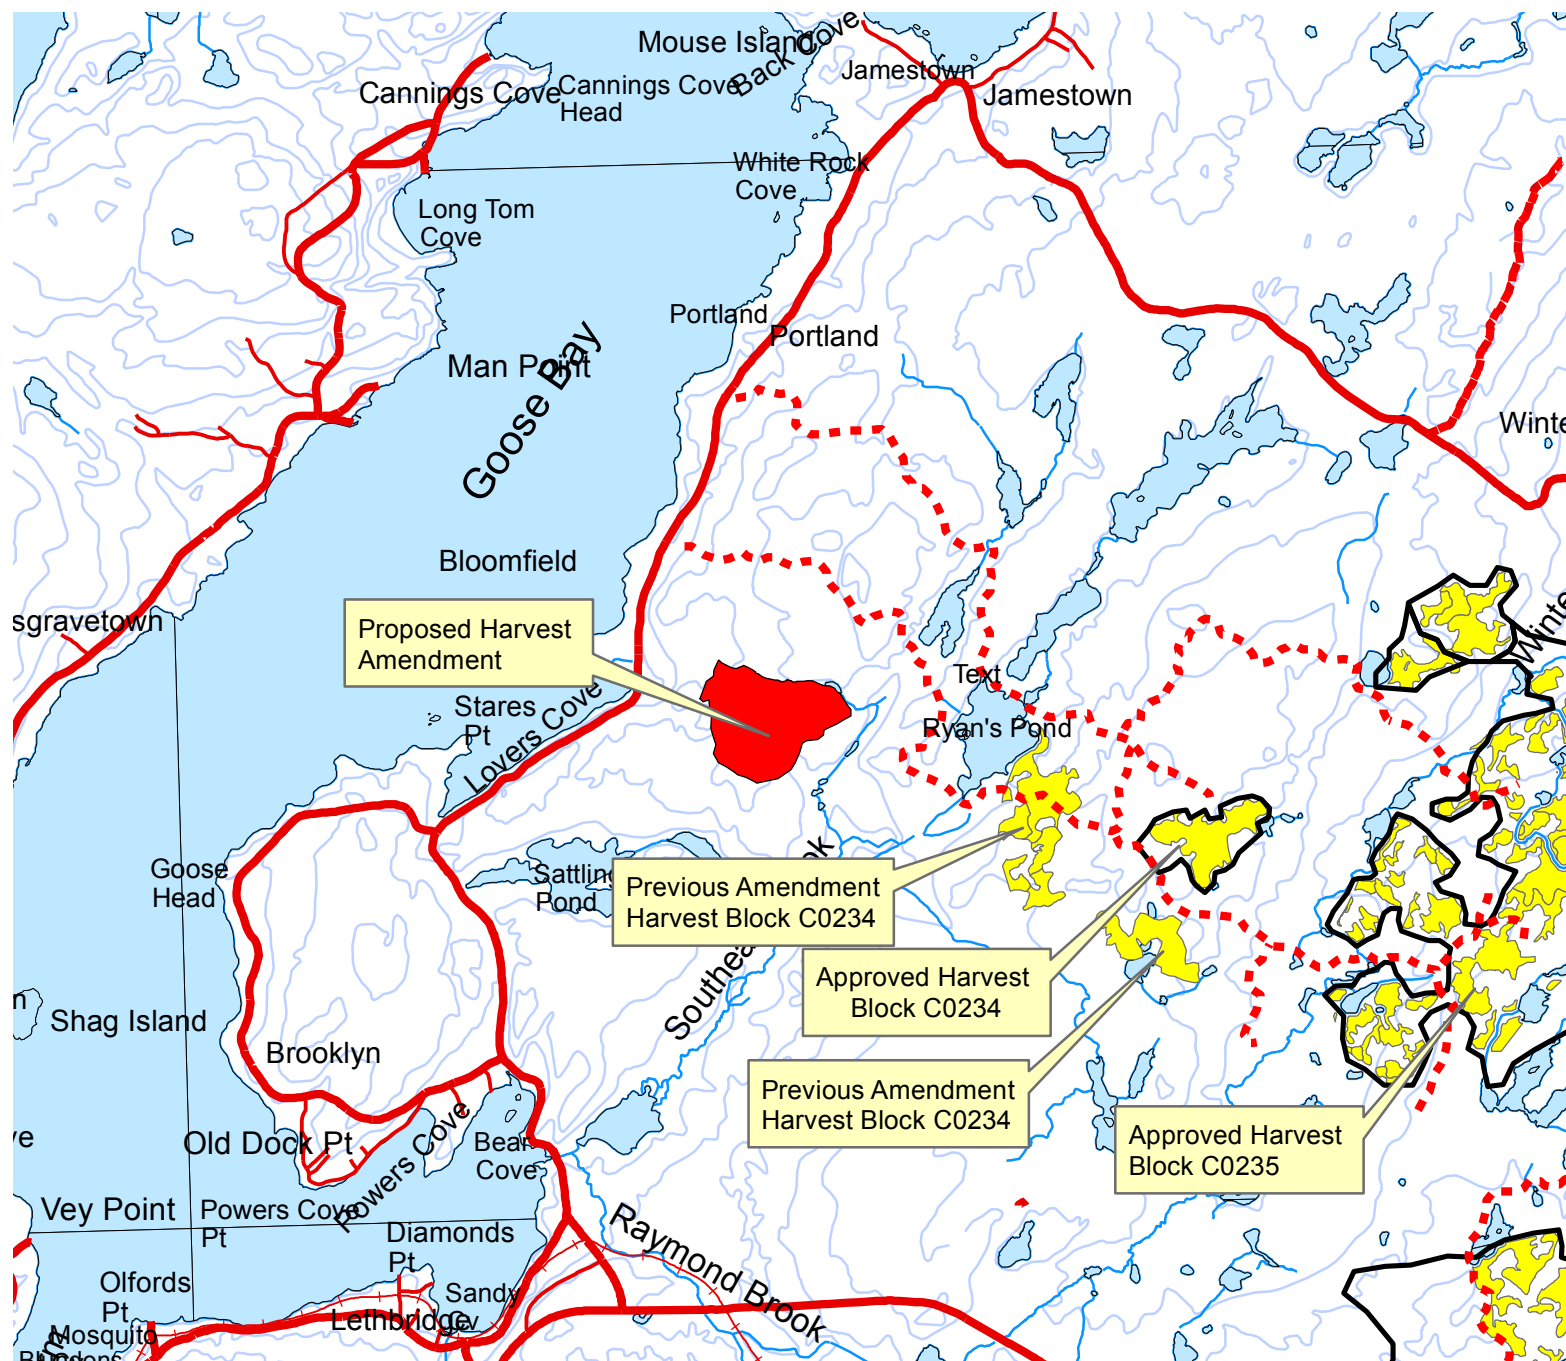 Mouse Island
Back Cove
Cannings Cove
Cannings Cove
Head
Jamestown
Jamestown
White Rock
Cove
Long Tom
Cove
Portland
Portland
Man Point
Goose Bay
Winte
Bloomfield
sgravetown
Proposed Harvest
Amendment
Winte
Text
Stares
Pt
Lovers Cove
Ryan's Pond
Goose
Head
Sattling
Pond
Previous Amendment
Harvest Block C0234
Approved Harvest
Block C0234
Shag Island
n
Brooklyn
Previous Amendment
Harvest Block C0234
Approved Harvest
Block C0235
Old Dock Pt
Powers Cove
Bear
Cove
Vey Point
Powers Cove
Pt
Diamonds
Pt
Raymond Brook
Olfords
Pt
Sandy
Lethbridge
Mosquito